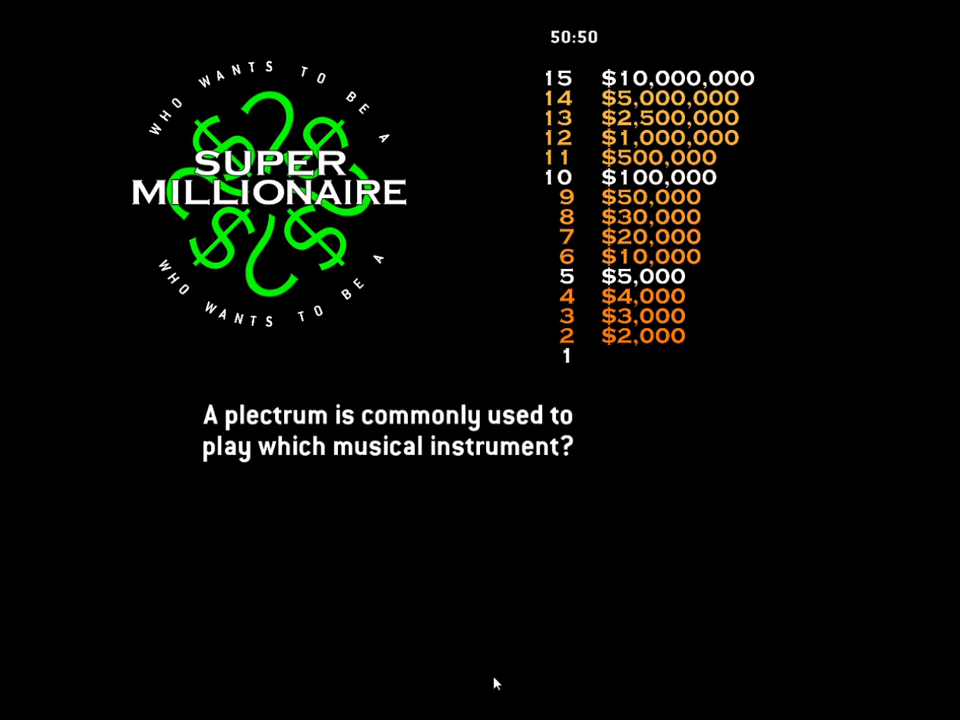 WHO WANTS TO BE A
SUPER
MILLIONAIRE
WHO WANTS TO BE A
50:50
15 $10,000,000
14 $5,000,000
13 $2,500,000
12 $1,000,000
11 $500,000
10 $100,000
9 $50,000
8 $30,000
7 $20,000
6 $10,000
5 $5,000
4 $4,000
3 $3,000
2 $2,000
1
A plectrum is commonly used to
play which musical instrument?